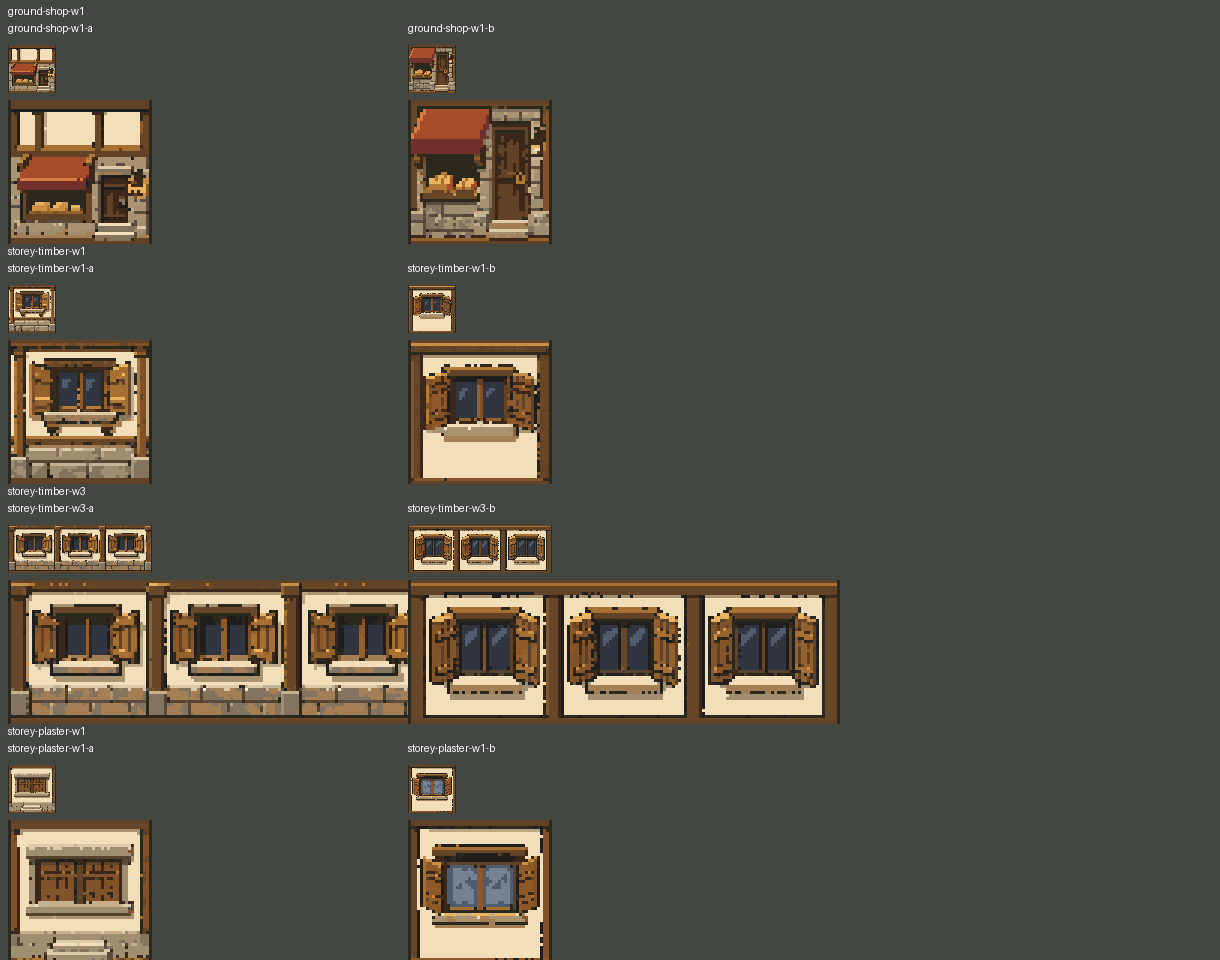 ground-shop-w1
ground-shop-w1-a ground-shop-w1-b
storey-timber-w1
storey-timber-w1-a storey-timber-w1-b
storey-timber-w3
storey-timber-w3-a storey-timber-w3-b
storey-plaster-w1
storey-plaster-w1-a storey-plaster-w1-b